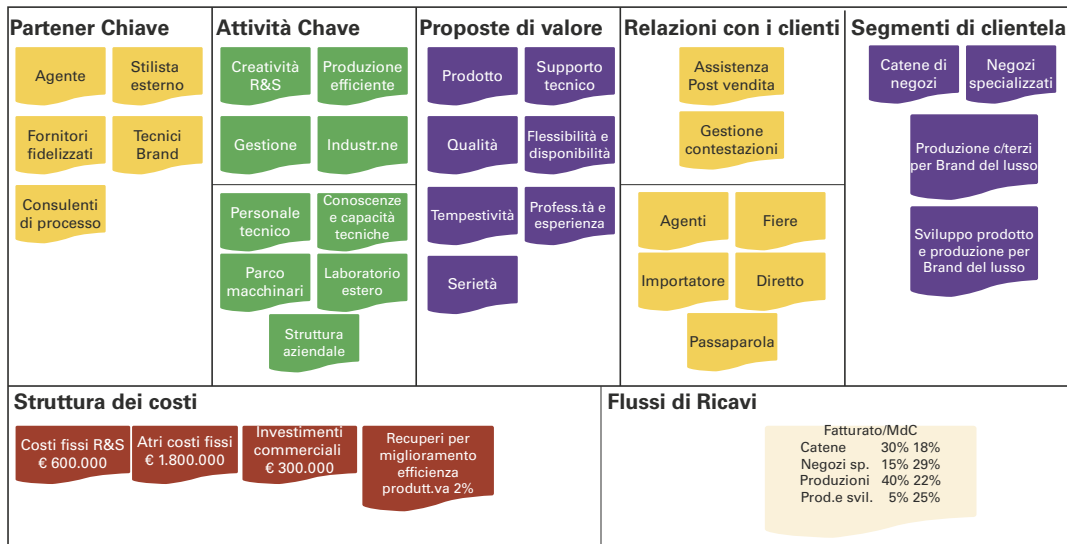 Partener Chiave
Agente
Stilista
esterno
Fornitori
fidelizzati
Tecnici
Brand
Consulenti
di processo
Attività Chave
Creatività
R&S
Produzione
efficiente
Gestione
Industr.ne
Personale
tecnico
Conoscenze
e capacità
tecniche
Parco
macchinari
Laboratorio
estero
Struttura
aziendale
Proposte di valore
Prodotto
Supporto
tecnico
Qualità
Flessibilità e
disponibilità
Tempestività
Profess.tà e
esperienza
Serietà
Relazioni con i clienti
Assistenza
Post vendita
Gestione
contestazioni
Agenti
Fiere
Importatore
Diretto
Passaparola
Segmenti di clientela
Catene di
negozi
Negozi
specializzati
Produzione c/terzi
per Brand del lusso
Sviluppo prodotto
e produzione per
Brand del lusso
Struttura dei costi
Costi fissi R&S
€ 600.000
Atri costi fissi
€ 1.800.000
Investimenti
commerciali
€ 300.000
Recuperi per
miglioramento
efficienza
produtt.va 2%
Flussi di Ricavi
Fatturato/MdC
Catene 30% 18%
Negozi sp. 15% 29%
Produzioni 40% 22%
Prod.e svil. 5% 25%